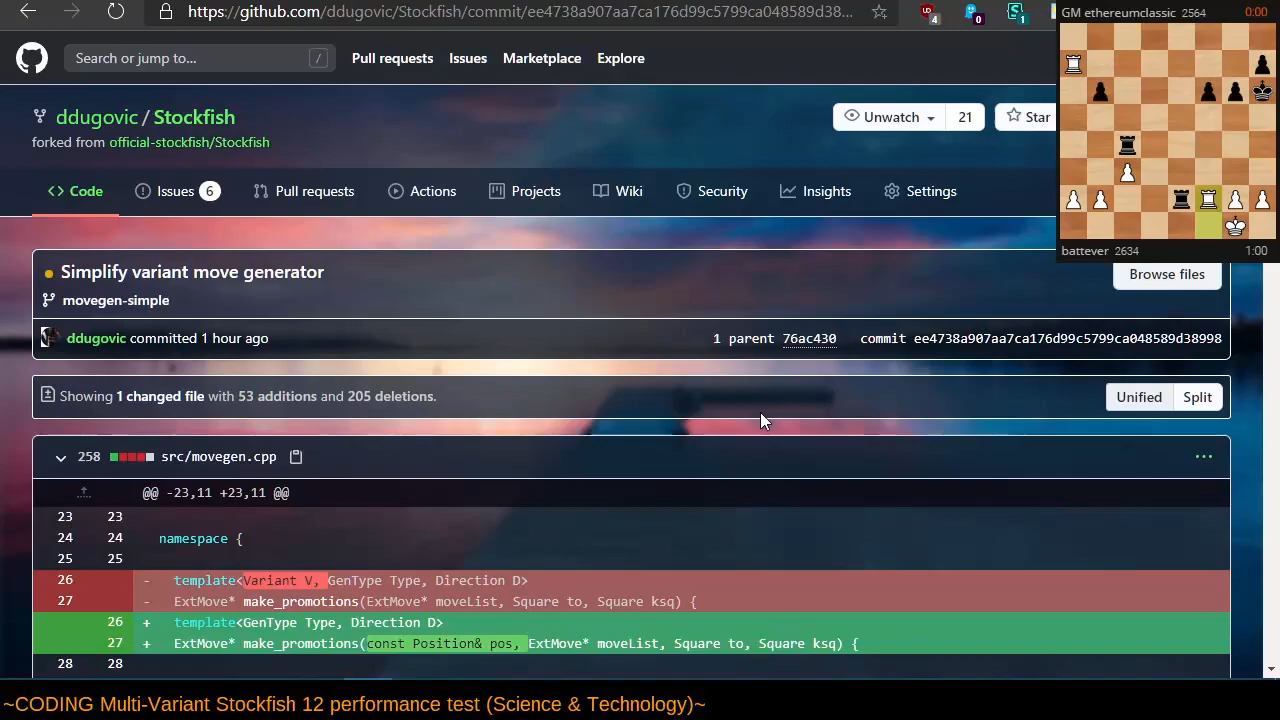 https://github.com/ddugovic/Stockfish/commit/ee4738a907aa7ca176d99c5799ca048589d38...
4
0
1
GM ethereumclassic 2564 0:00
Search or jump to... /
Pull requests Issues Marketplace Explore
ddugovic / Stockfish
Unwatch 21 Star
forked from official-stockfish/Stockfish
Code Issues 6 Pull requests Actions Projects Wiki Security Insights Settings
battever 2634 1:00
Simplify variant move generator
Browse files
movegen-simple
ddugovic committed 1 hour ago 1 parent 76ac430 commit ee4738a907aa7ca176d99c5799ca048589d38998
Showing 1 changed file with 53 additions and 205 deletions.
Unified Split
258 src/movegen.cpp
@@ -23,11 +23,11 @@
23 23
24 24 namespace {
25 25
26 - template<Variant V, GenType Type, Direction D>
27 - ExtMove* make_promotions(ExtMove* moveList, Square to, Square ksq) {
26 + template<GenType Type, Direction D>
27 + ExtMove* make_promotions(const Position& pos, ExtMove* moveList, Square to, Square ksq) {
28 28
~CODING Multi-Variant Stockfish 12 performance test (Science & Technology)~